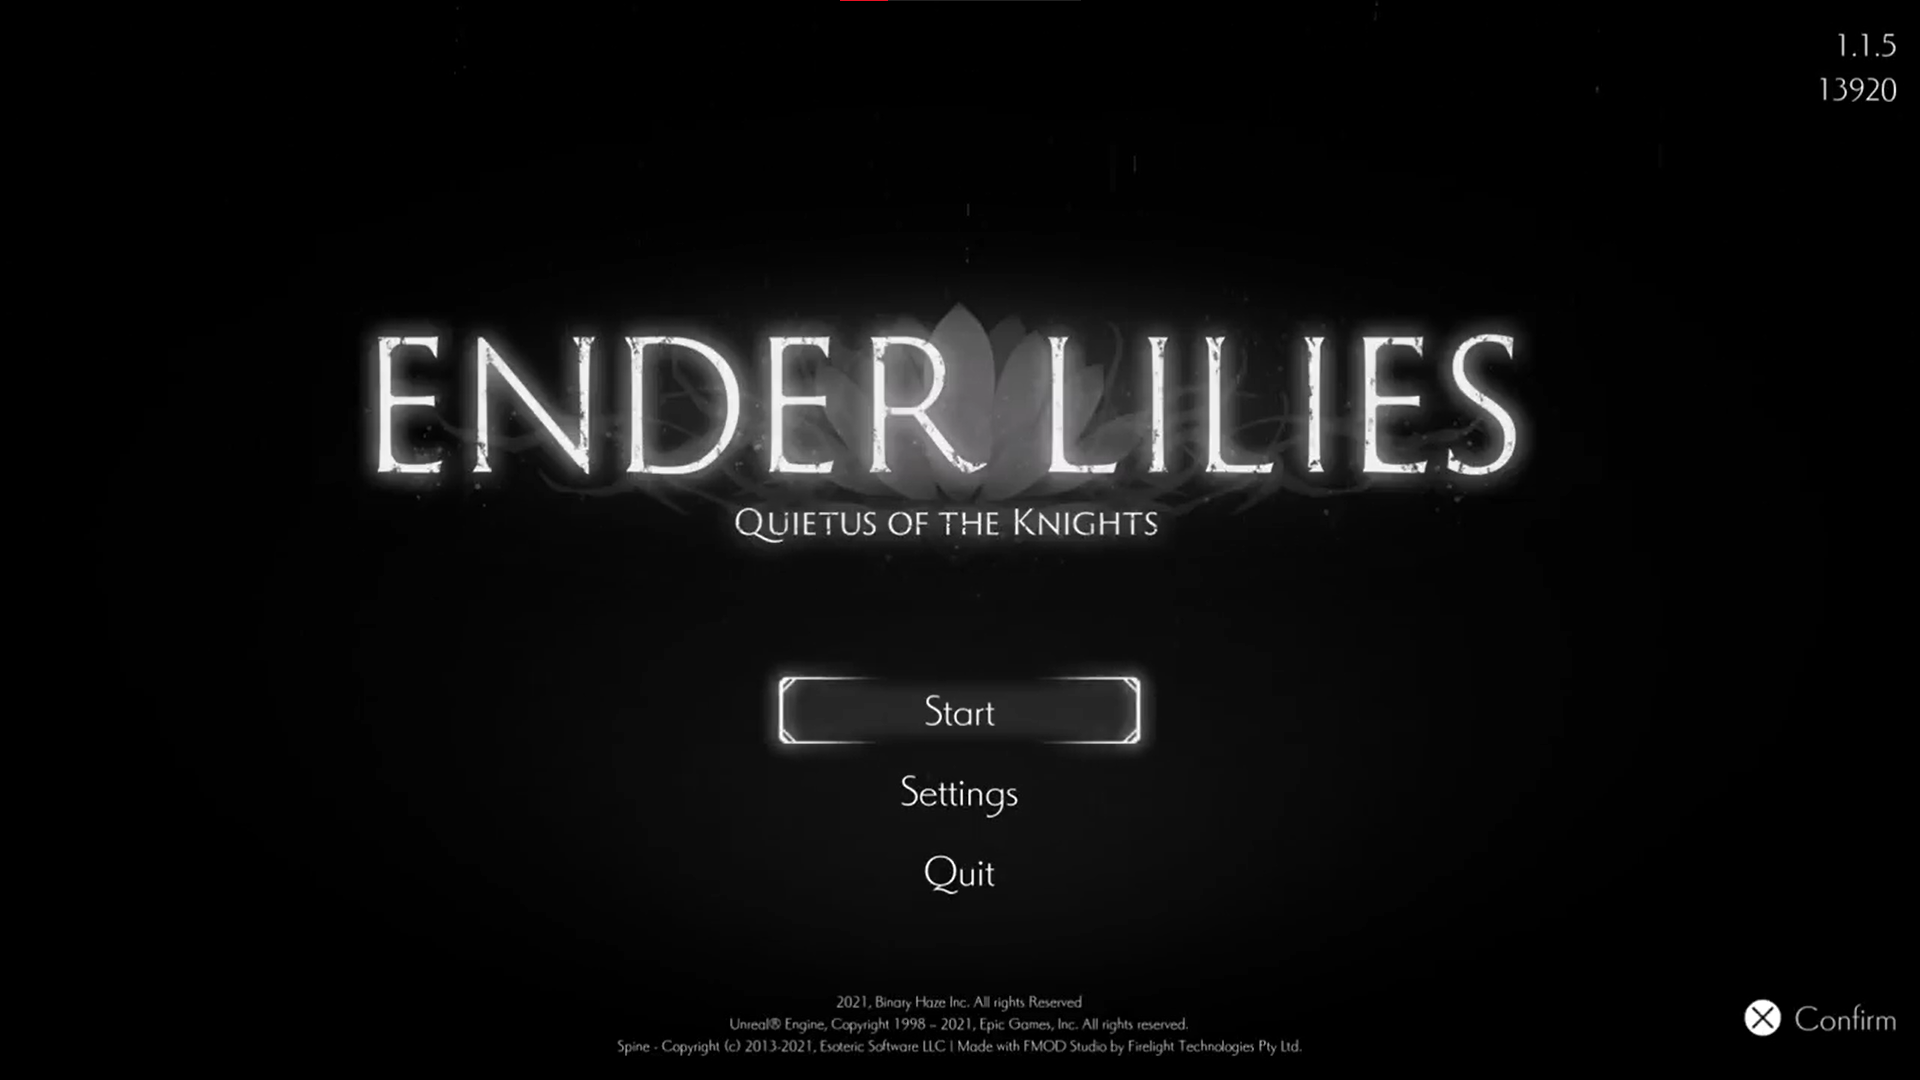 1.1.5
13920
ENDER LILIES
QUIETUS OF THE KNIGHTS
Start
Settings
Quit
2021, Binary Haze Inc. All rights Reserved
Unreal® Engine, Copyright 1998 – 2021, Epic Games, Inc. All rights reserved.
Spine - Copyright (c) 2013-2021, Esoteric Software LLC | Made with FMOD Studio by Firelight Technologies Pty Ltd.
Confirm